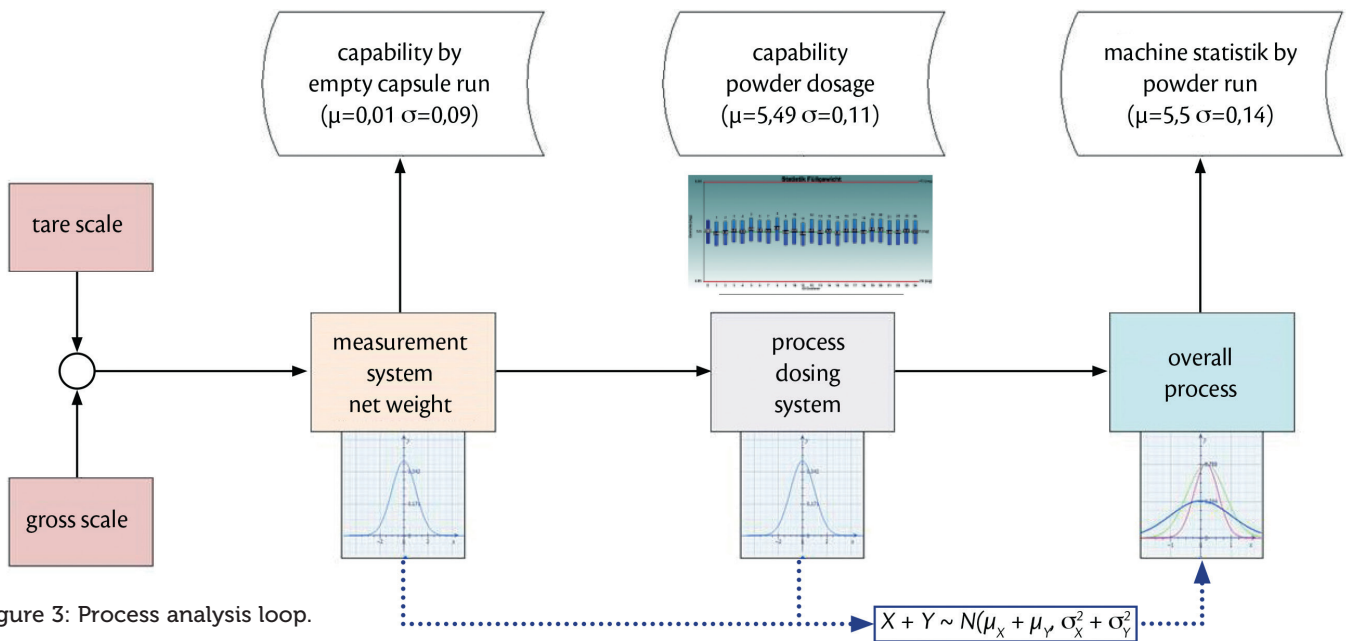 capability by
empty capsule run
(µ=0,01 σ=0,09)
capability
powder dosage
(µ=5,49 σ=0,11)
machine statistik by
powder run
(µ=5,5 σ=0,14)
tare scale
gross scale
Statistik Füllgewicht
measurement
system
net weight
process
dosing
system
overall
process
X + Y ~ N(µX + µY, σ²X + σ²Y
gure 3: Process analysis loop.